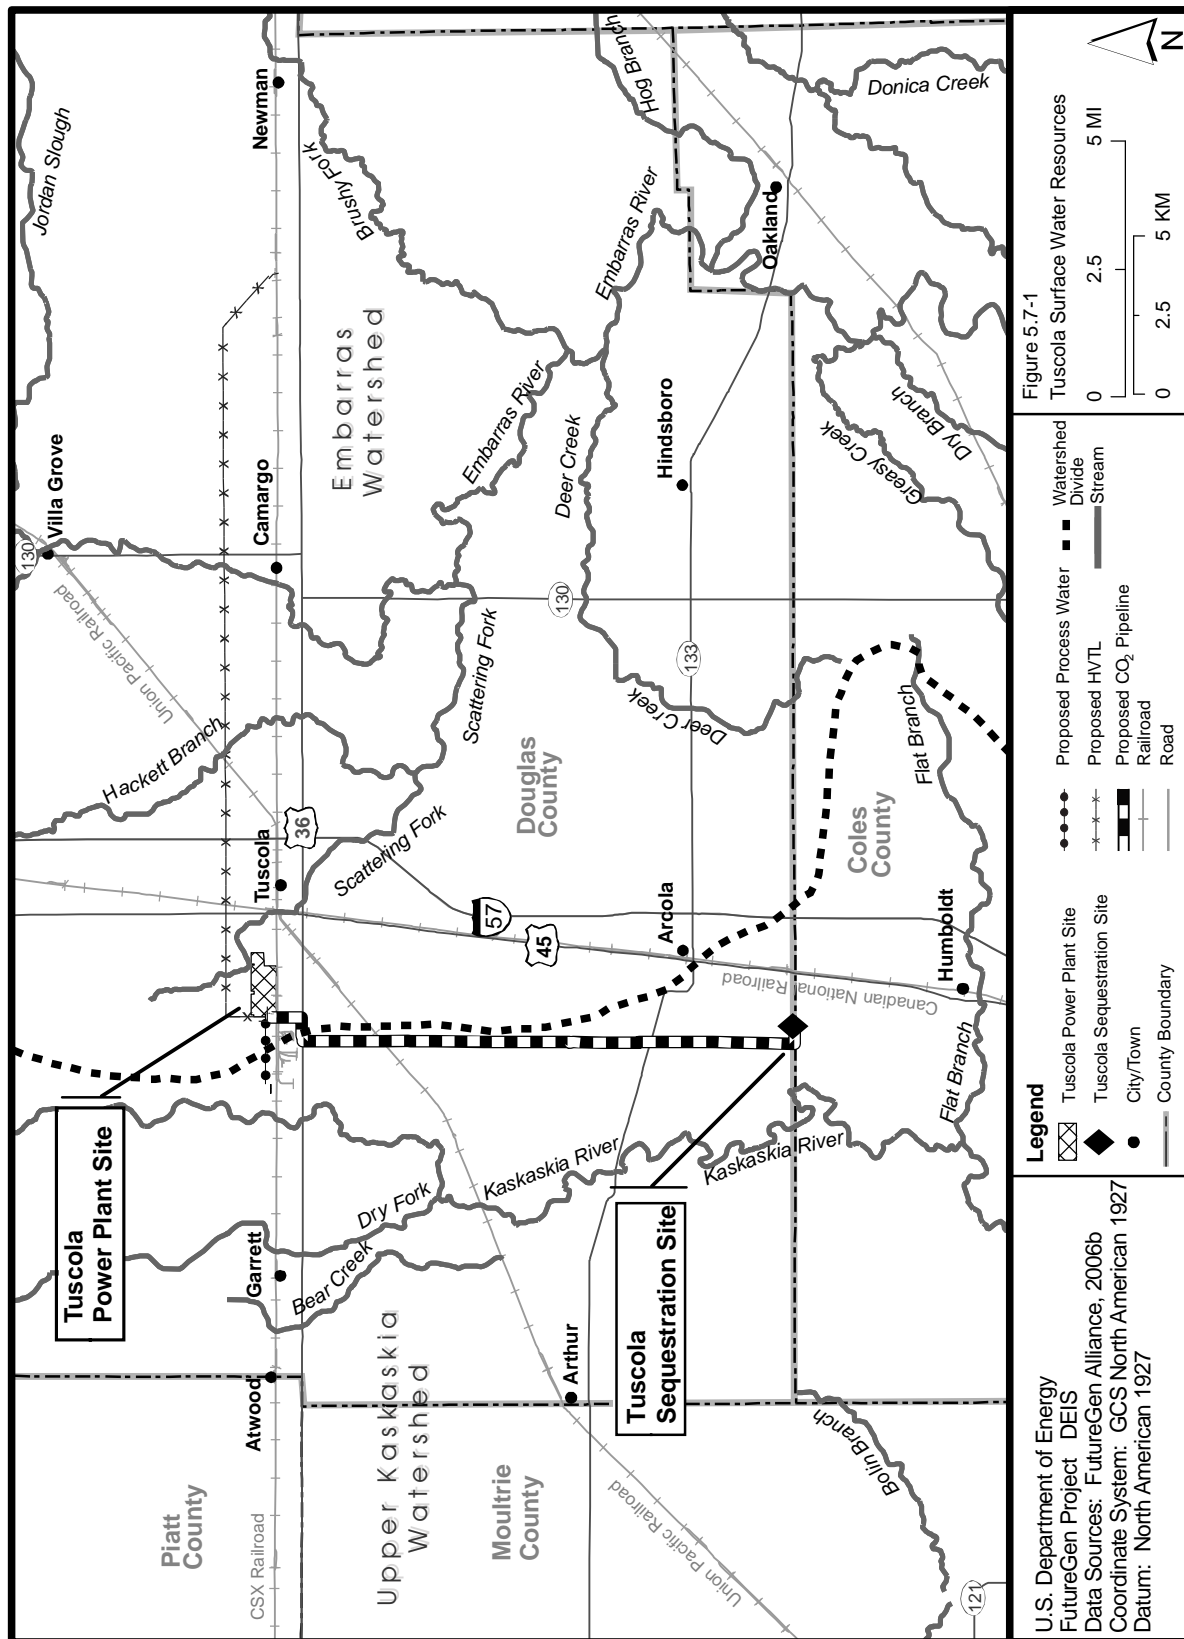 Jordan Slough
Villa Grove
130
Union Pacific Railroad
Hackett Branch
Tuscola
Power Plant Site
Piatt
County
CSX Railroad
Atwood
Garrett
Tuscola
36
Camargo
Newman
Brushy Fork
Bear Creek
Dry Fork
Scattering Fork
Embarras
Watershed
Upper Kaskaskia
Watershed
Scattering Fork
Embarras River
Kaskaskia River
57
45
Moultrie
County
Arthur
Douglas
County
130
Deer Creek
Embarras River
Hog Branch
Tuscola
Sequestration Site
Arcola
133
Deer Creek
Hindsboro
Oakland
Union Pacific Railroad
Kaskaskia River
Canadian National Railroad
Donica Creek
Bolin Branch
Coles
County
Greasy Creek
Dry Branch
Flat Branch
Humboldt
Flat Branch
121
U.S. Department of Energy
FutureGen Project DEIS
Data Sources: FutureGen Alliance, 2006b
Coordinate System: GCS North American 1927
Datum: North American 1927
Legend
Tuscola Power Plant Site
Tuscola Sequestration Site
City/Town
County Boundary
Proposed Process Water
Proposed HVTL
Proposed CO2 Pipeline
Railroad
Road
Watershed
Divide
Stream
Figure 5.7-1
Tuscola Surface Water Resources
0 2.5 5 MI
0 2.5 5 KM
N